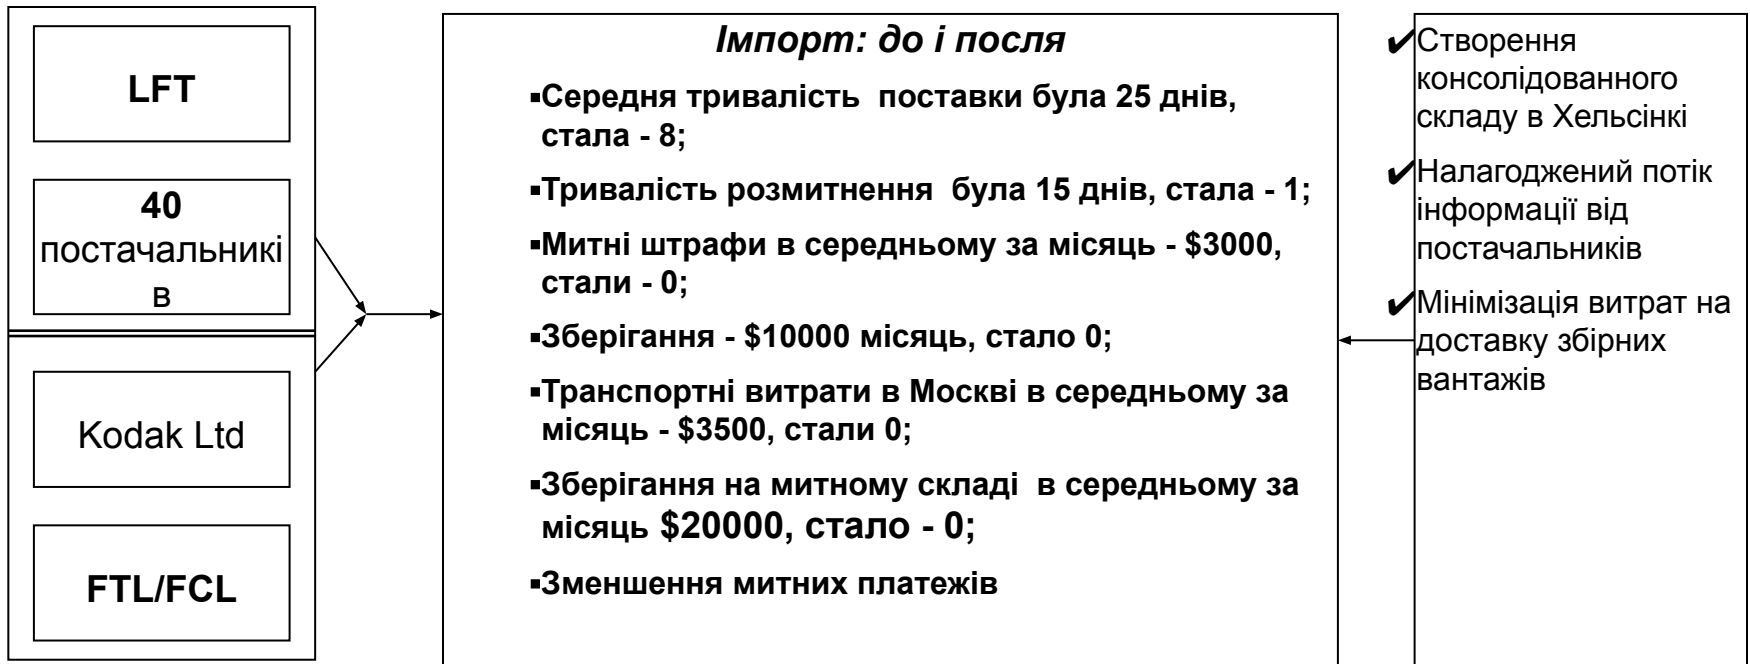 LFT
40
постачальникі
в
Kodak Ltd
FTL/FCL
Імпорт: до і посля
▪Середня тривалість поставки була 25 днів,
стала - 8;
▪Тривалість розмитнення була 15 днів, стала - 1;
▪Митні штрафи в середньому за місяць - $3000,
стали - 0;
▪Зберігання - $10000 місяць, стало 0;
▪Транспортні витрати в Москві в середньому за
місяць - $3500, стали 0;
▪Зберігання на митному складі в середньому за
місяць $20000, стало - 0;
▪Зменшення митних платежів
✔Створення
консолідованного
складу в Хельсінкі
✔Налагоджений потік
інформації від
постачальників
✔Мінімізація витрат на
доставку збірних
вантажів